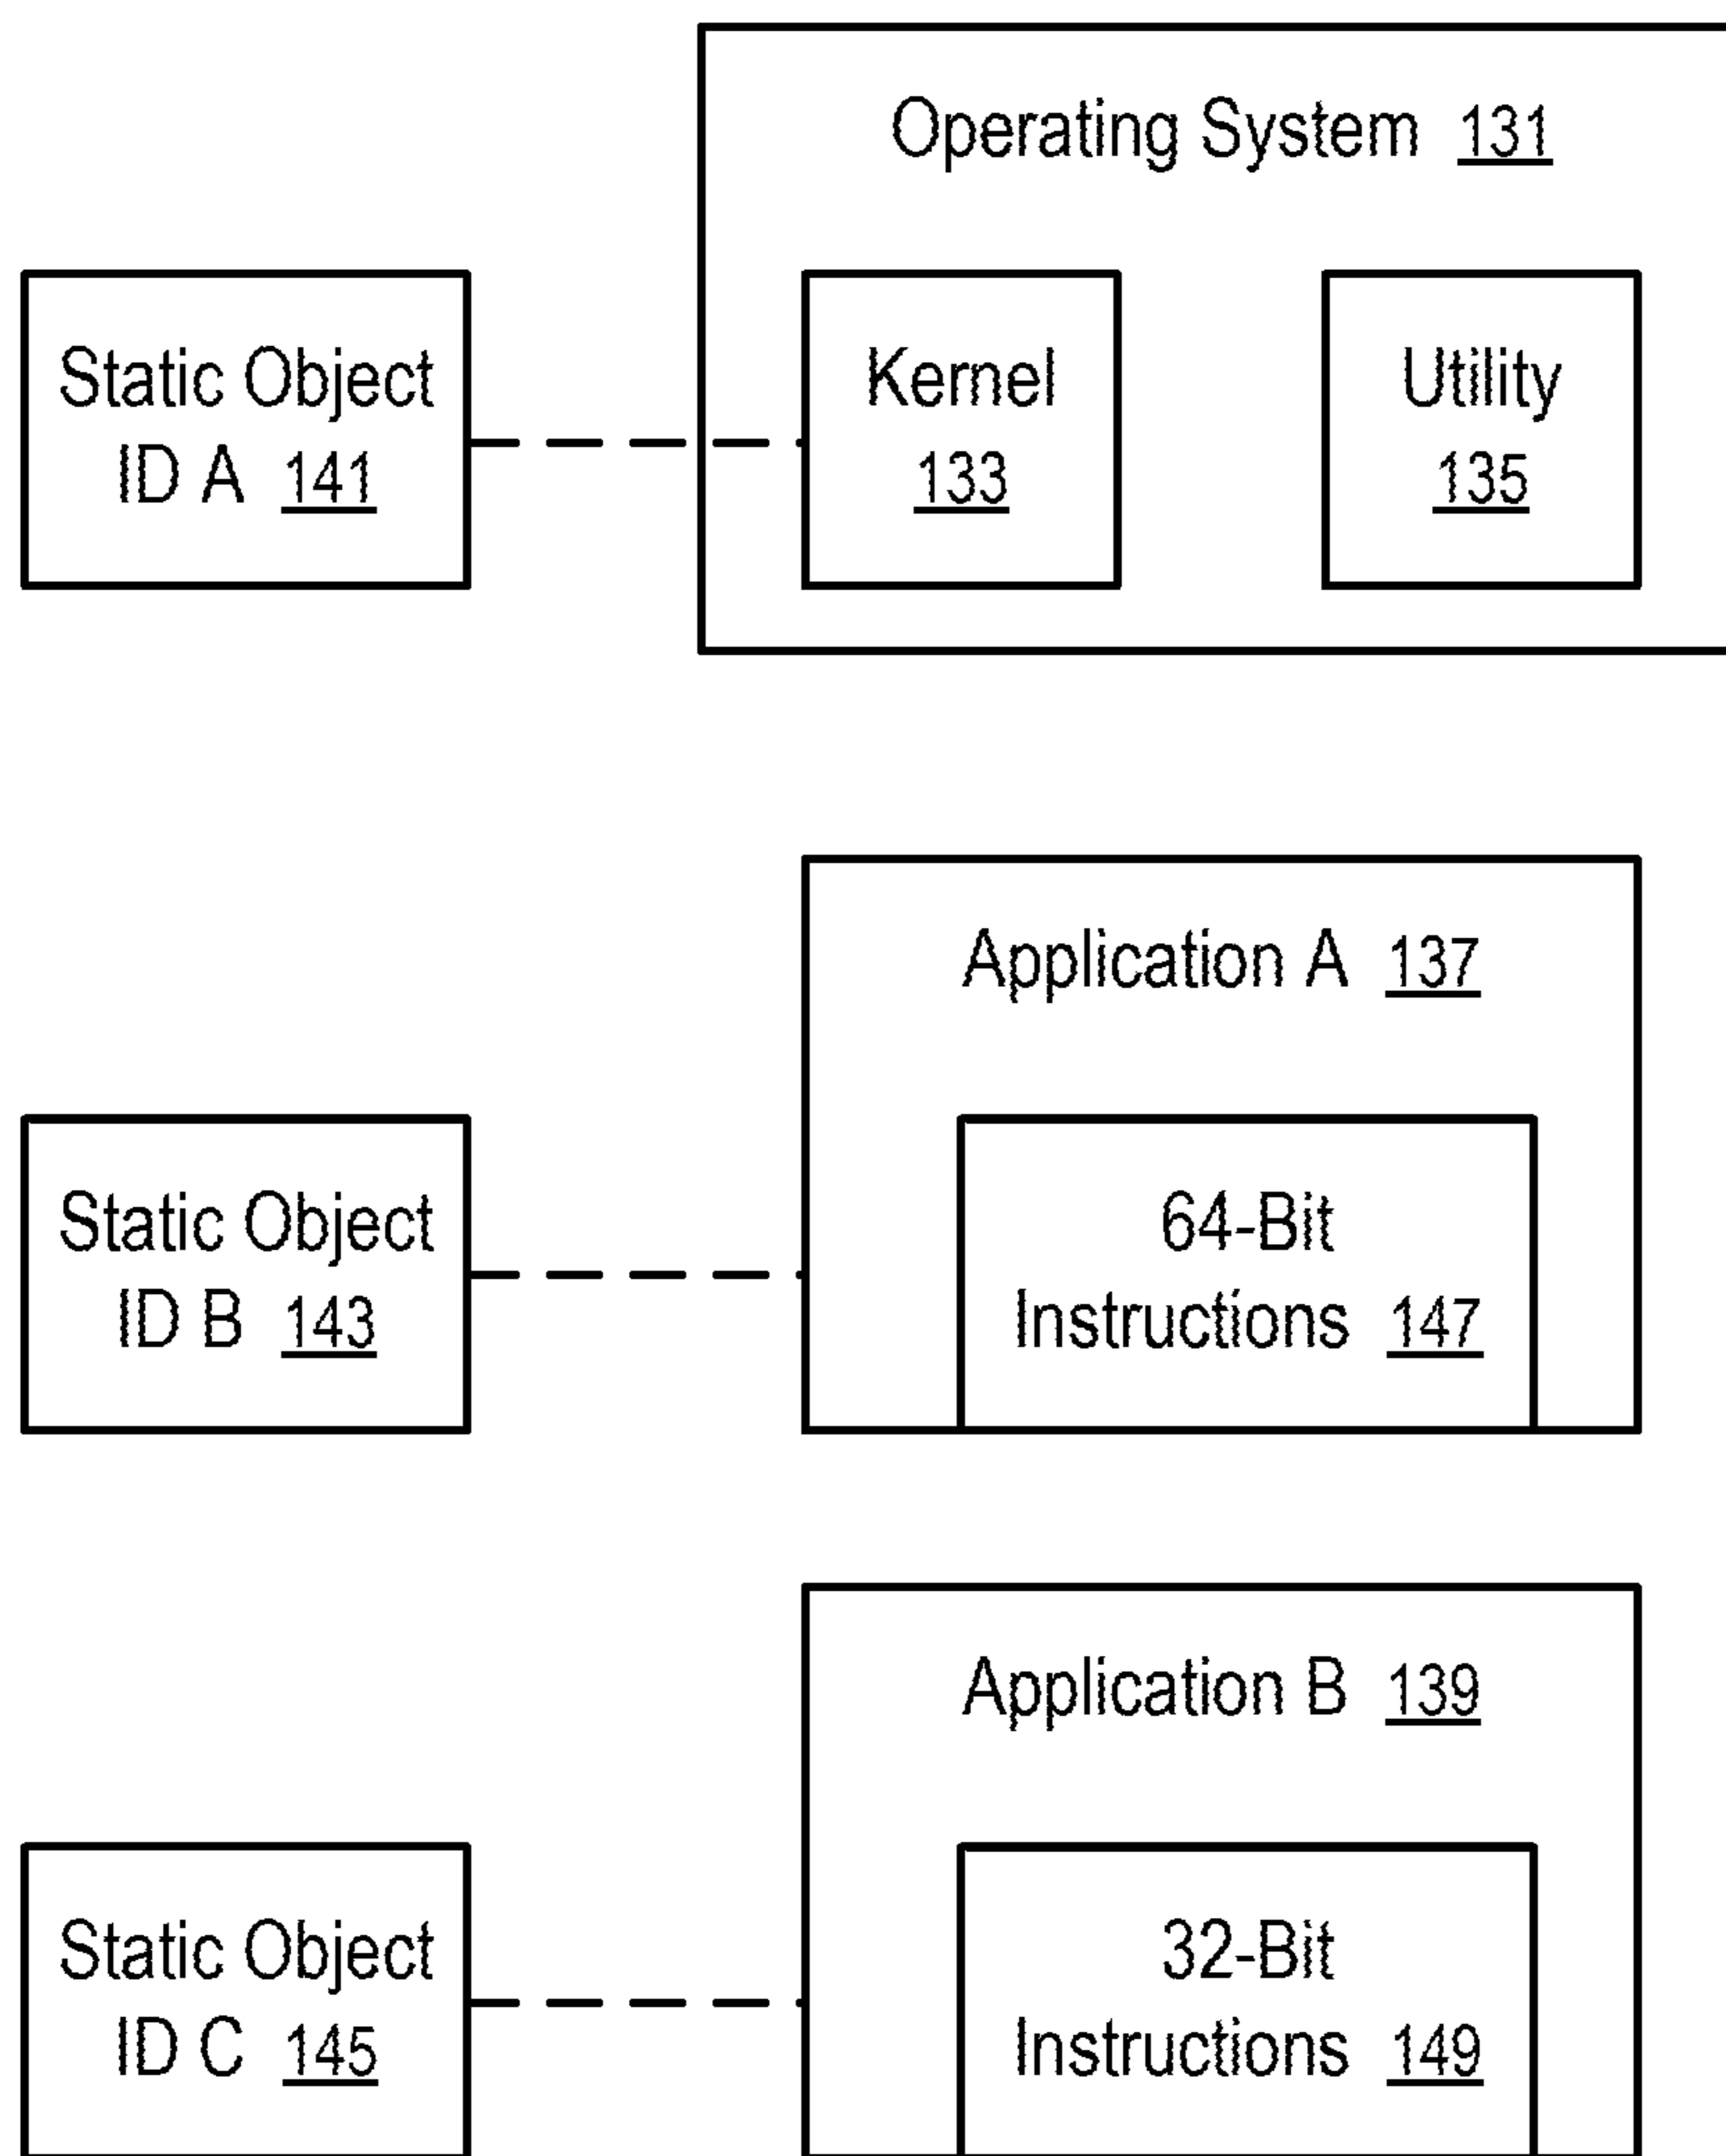 Operating System 131
Static Object
ID A 141
Kernel
133
Utility
135
Application A 137
Static Object
ID B 143
64-Bit
Instructions 147
Application B 139
Static Object
ID C 145
32-Bit
Instructions 149